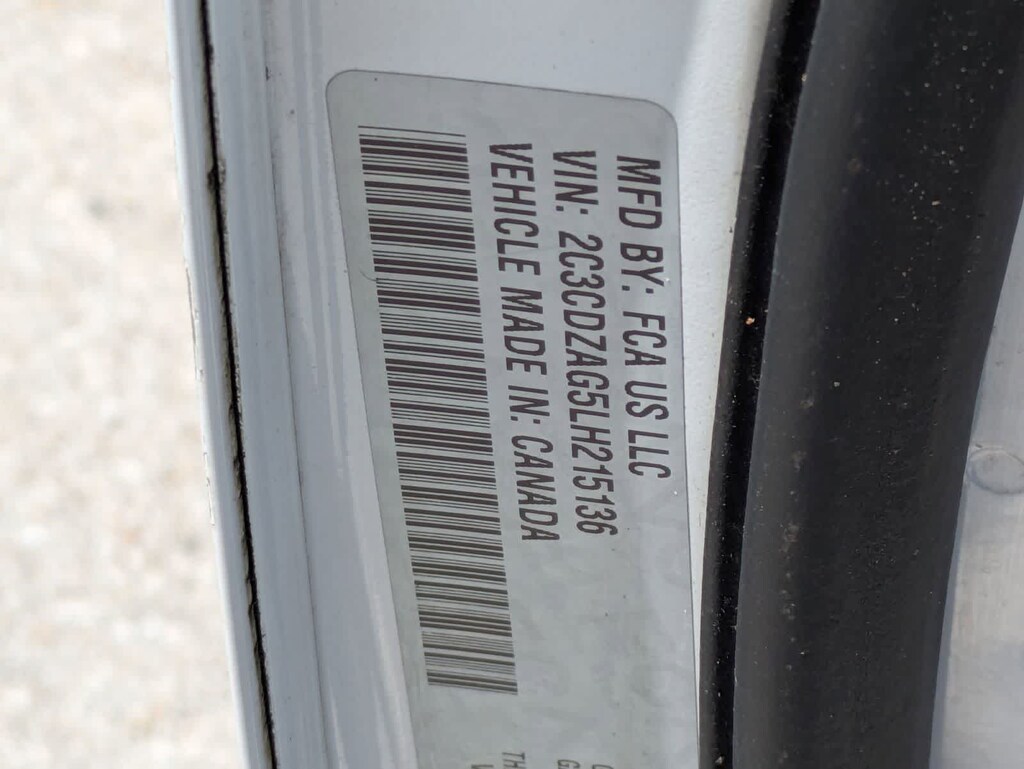 MFD BY: FCA US LLC
VIN: 2C3CDZAG5LH215136
VEHICLE MADE IN: CANADA